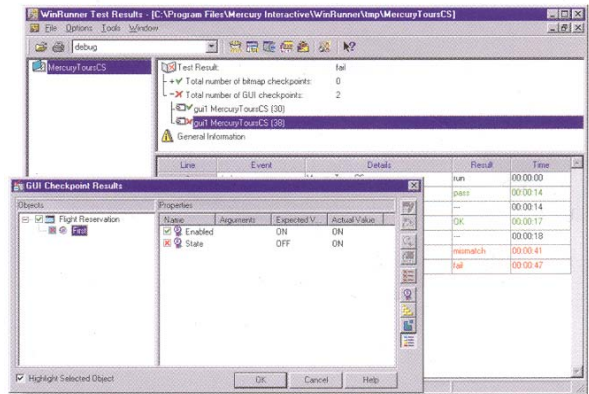 WinRunner Test Results - [C:\Program Files\Mercury Interactive\WinRunner\tmp\MercuryToursCS]
File Options Tools Window
debug
MercuryToursCS
Test Result: fail
Total number of bitmap checkpoints: 0
Total number of GUI checkpoints: 2
gui1 MercuryToursCS (30)
gui1 MercuryToursCS (38)
General Information
Line Event Details Result Time
run 00:00:00
pass 00:00:14
--- 00:00:14
OK 00:00:17
--- 00:00:18
mismatch 00:00:41
fail 00:00:47
GUI Checkpoint Results
Objects Properties
Name Arguments Expected V... Actual Value
Flight Reservation
First
Enabled ON ON
State OFF ON
Highlight Selected Object
OK Cancel Help